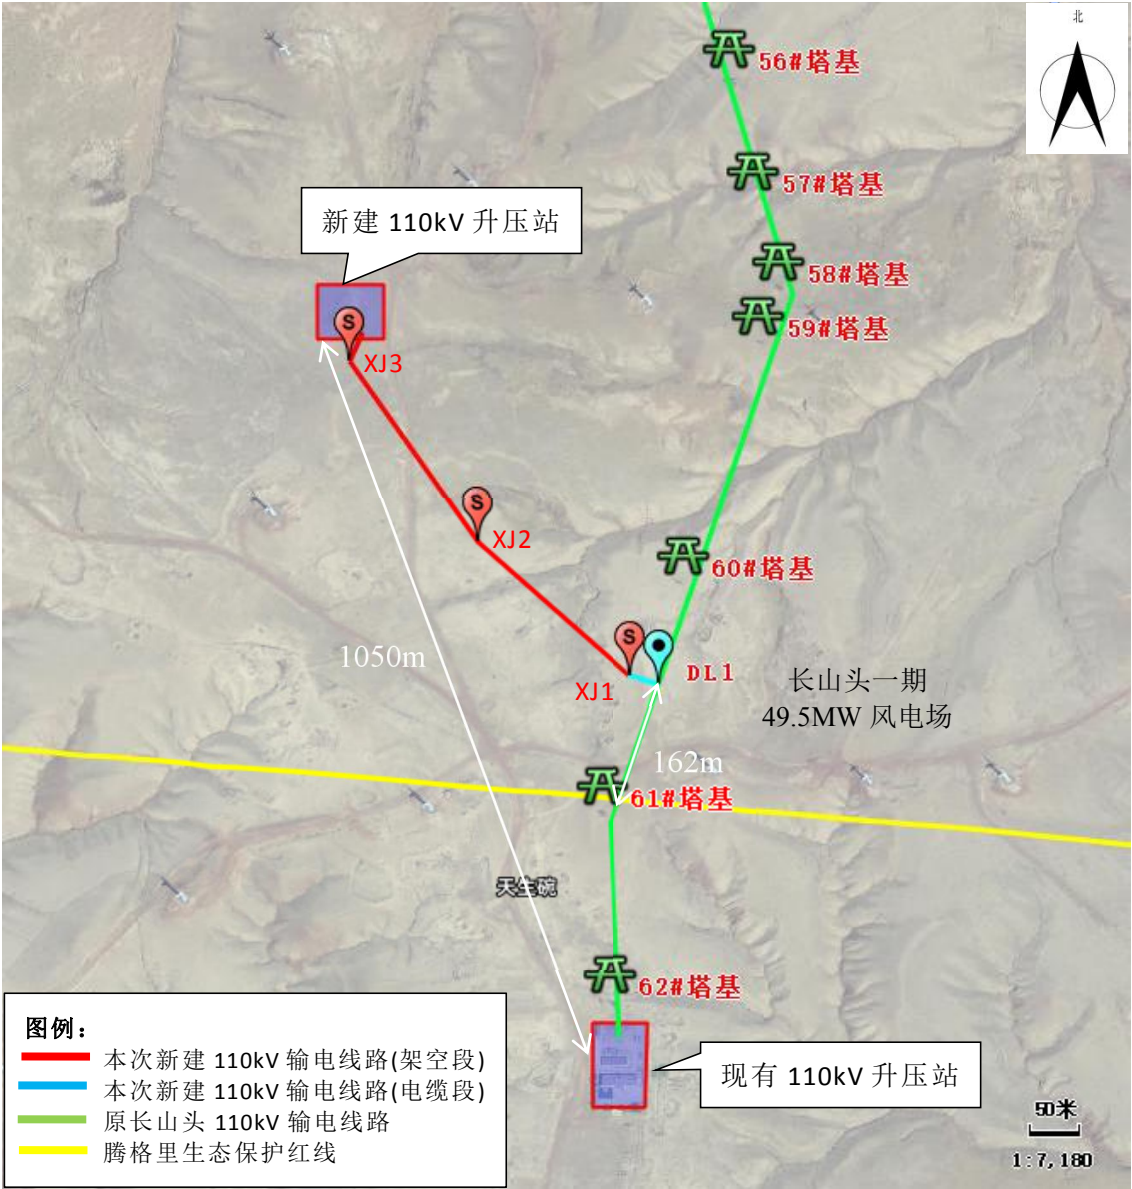 北
56#塔基
57#塔基
新建 110kV 升压站
58#塔基
59#塔基
S
XJ3
S
XJ2
60#塔基
S
XJ1
DL1
长山头一期
49.5MW 风电场
1050m
162m
61#塔基
天生碗
62#塔基
现有 110kV 升压站
图例：
本次新建 110kV 输电线路(架空段)
本次新建 110kV 输电线路(电缆段)
原长山头 110kV 输电线路
腾格里生态保护红线
50米
1:7,180